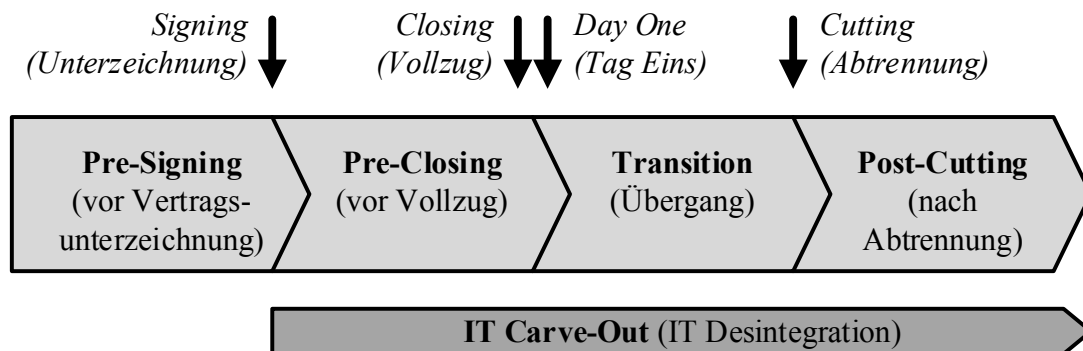 Signing
(Unterzeichnung)
Closing
(Vollzug)
Day One
(Tag Eins)
Cutting
(Abtrennung)
Pre-Signing
(vor Vertrags-
unterzeichnung)
Pre-Closing
(vor Vollzug)
Transition
(Übergang)
Post-Cutting
(nach
Abtrennung)
IT Carve-Out (IT Desintegration)